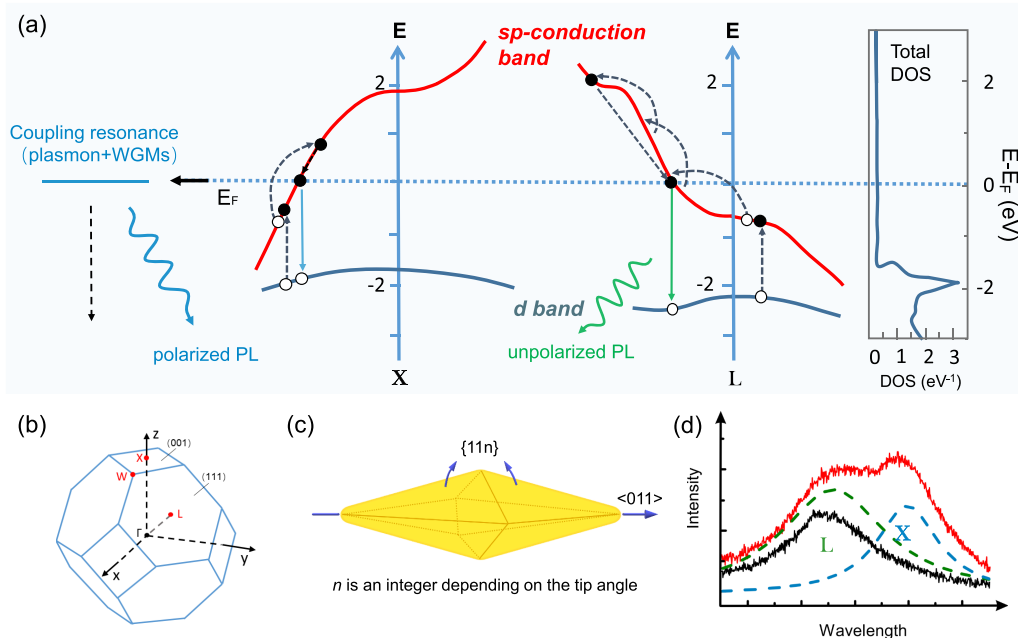 (a)
E
sp-conduction
band
E
Total
DOS
2
2
2
Coupling resonance
(plasmon+WGMs)
E_F
0
E-E_F (eV)
-2
-2
-2
d band
polarized PL
unpolarized PL
0 1 2 3
DOS (eV⁻¹)
X
L
(b)
z
(001)
X
(111)
W
L
Γ
x
y
(c)
{11n}
<011>
n is an integer depending on the tip angle
(d)
Intensity
L
X
Wavelength